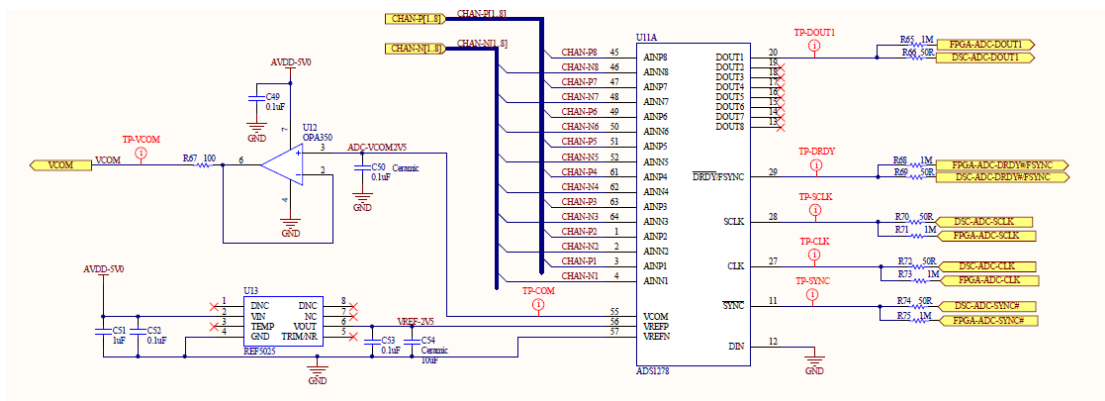 CHAN-P[1..8]
CHAN-P[1..8]
CHAN-N[1..8]
CHAN-N[1..8]
U11A
CHAN-P8 45 AINP8
CHAN-N8 46 AINN8
CHAN-P7 47 AINP7
CHAN-N7 48 AINN7
CHAN-P6 49 AINP6
CHAN-N6 50 AINN6
CHAN-P5 51 AINP5
CHAN-N5 52 AINN5
CHAN-P4 61 AINP4
CHAN-N4 62 AINN4
CHAN-P3 63 AINP3
CHAN-N3 64 AINN3
CHAN-P2 1 AINP2
CHAN-N2 2 AINN2
CHAN-P1 3 AINP1
CHAN-N1 4 AINN1
TP-COM
55 VCOM
56 VREFP
57 VREFN
ADS1278
DOUT1 20
DOUT2 19
DOUT3 18
DOUT4 17
DOUT5 16
DOUT6 15
DOUT7 14
DOUT8 13
DRDY/FSYNC 29
SCLK 28
CLK 27
SYNC 11
DIN 12
GND
TP-DOUT1
R65 1M FPGA-ADC-DOUT1
R66 50R DSC-ADC-DOUT1
TP-DRDY
R68 1M FPGA-ADC-DRDY#/FSYNC
R69 50R DSC-ADC-DRDY#/FSYNC
TP-SCLK
R70 50R DSC-ADC-SCLK
R71 1M FPGA-ADC-SCLK
TP-CLK
R72 50R DSC-ADC-CLK
R73 1M FPGA-ADC-CLK
TP-SYNC
R74 50R DSC-ADC-SYNC#
R75 1M FPGA-ADC-SYNC#
AVDD-5V0
C49
0.1uF
GND
U12
OPA350
7
3
2
6
4
GND
TP-VCOM
VCOM
VCOM
R67 100
ADC-VCOM2V5
C50 Ceramic
0.1uF
GND
AVDD-5V0
U13
1 DNC DNC 8
2 VIN NC 7
3 TEMP VOUT 6
4 GND TRIM/NR 5
REF5025
VREF-2V5
C51
1uF
C52
0.1uF
C53
0.1uF
C54
Ceramic
10uF
GND